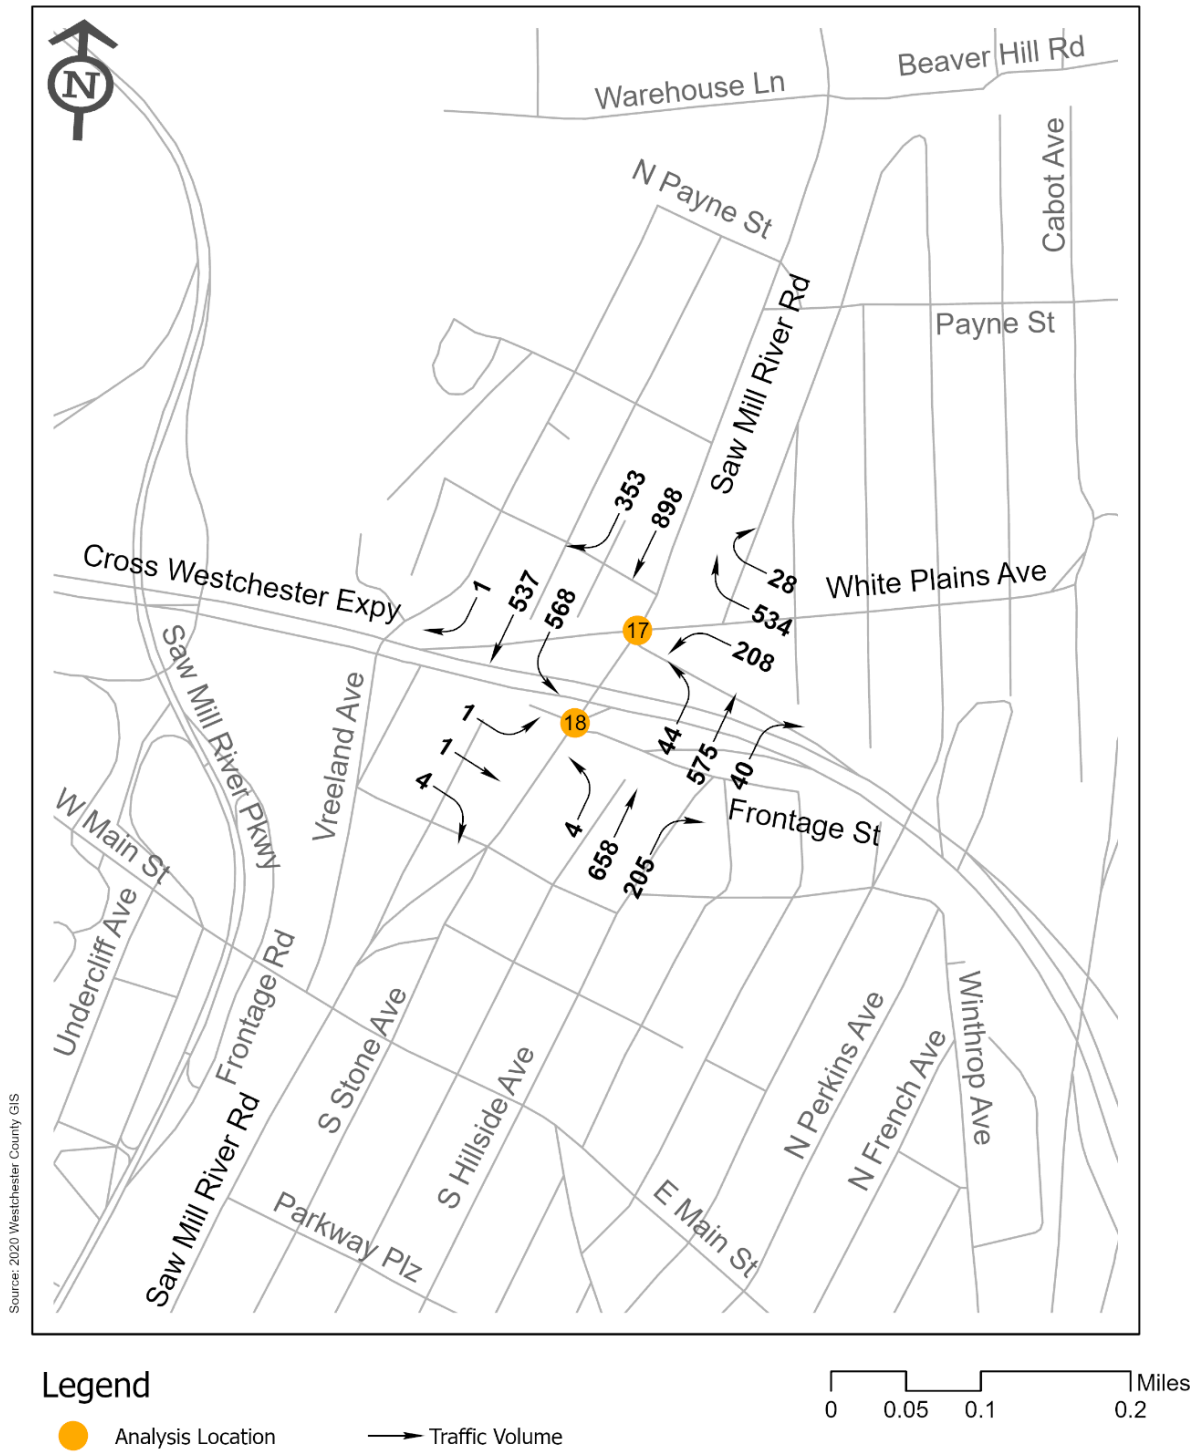 N
Beaver Hill Rd
Warehouse Ln
Cabot Ave
N Payne St
Payne St
Saw Mill River Rd
353
898
28
534
208
White Plains Ave
Cross Westchester Expy
1
537
568
17
18
1
1
4
44
575
40
4
658
205
Frontage St
Vreeland Ave
Saw Mill River Pkwy
W Main St
Undercliff Ave
Frontage Rd
S Stone Ave
S Hillside Ave
N Perkins Ave
N French Ave
Winthrop Ave
Saw Mill River Rd
Parkway Plz
E Main St
Source: 2020 Westchester County GIS
Legend
Analysis Location
Traffic Volume
Miles
0 0.05 0.1 0.2